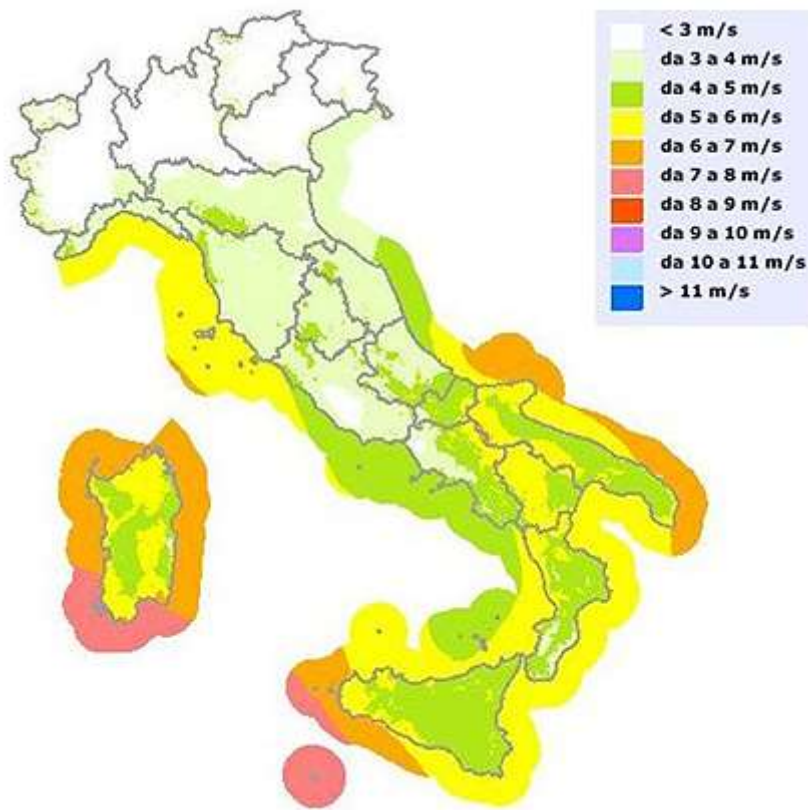 < 3 m/s
da 3 a 4 m/s
da 4 a 5 m/s
da 5 a 6 m/s
da 6 a 7 m/s
da 7 a 8 m/s
da 8 a 9 m/s
da 9 a 10 m/s
da 10 a 11 m/s
> 11 m/s